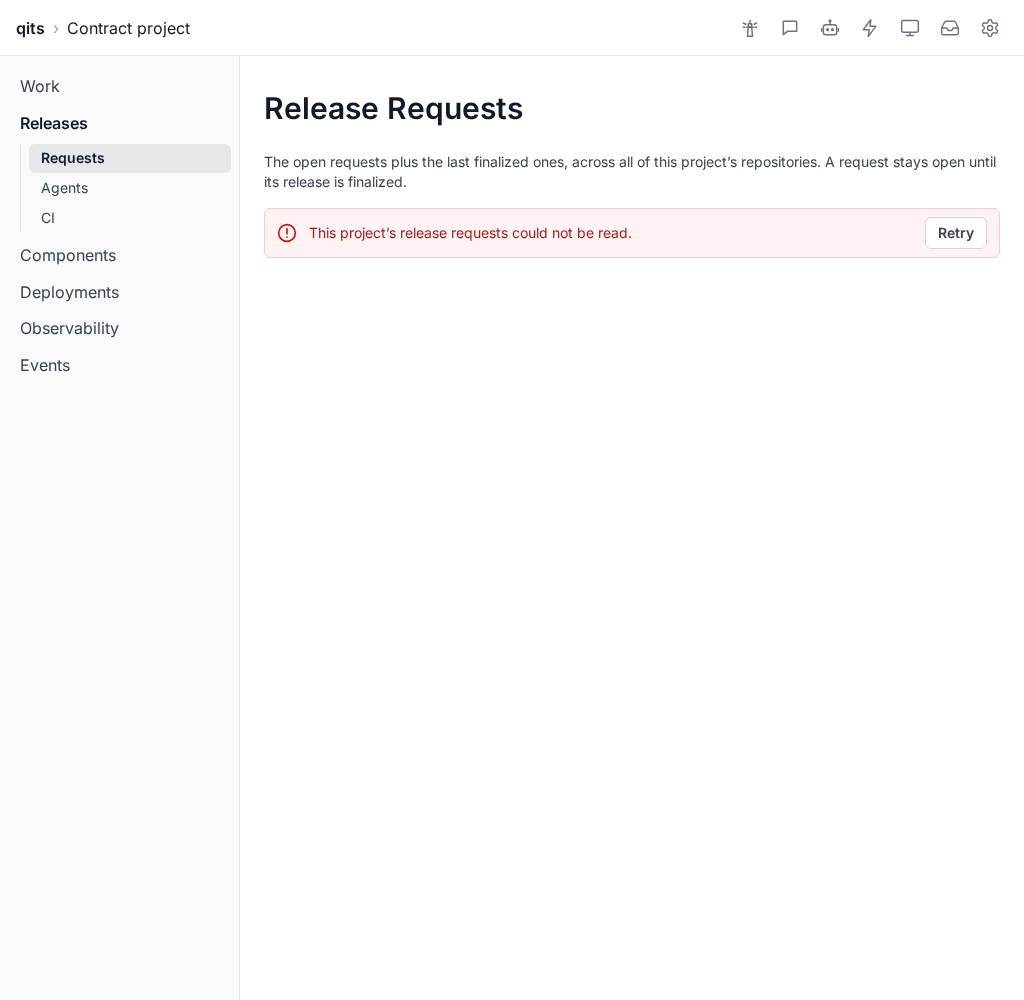 qits › Contract project
Work
Releases
Requests
Agents
CI
Components
Deployments
Observability
Events
Release Requests
The open requests plus the last finalized ones, across all of this project’s repositories. A request stays open until
its release is finalized.
This project’s release requests could not be read.
Retry